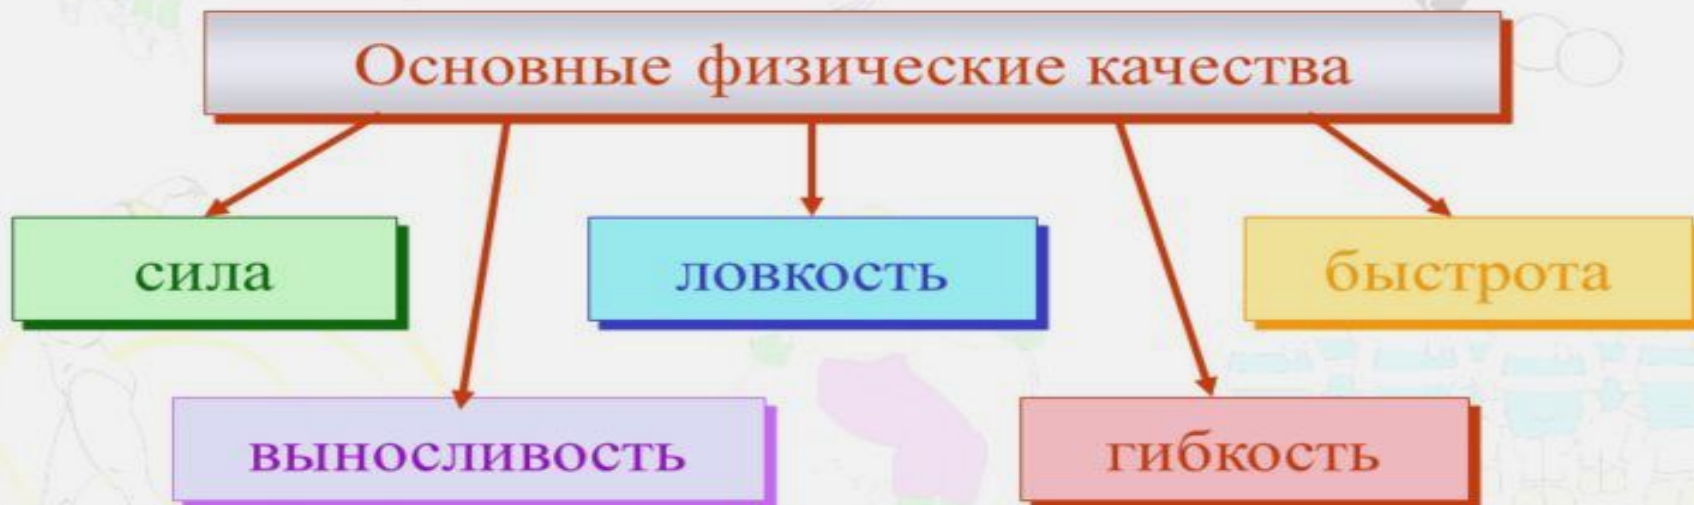 Основные физические качества
сила
ловкость
быстрота
выносливость
гибкость